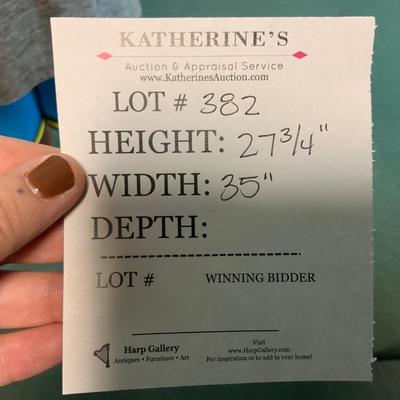 KATHERINE'S
Auction & Appraisal Service
www.KatherinesAuction.com
LOT # 382
HEIGHT: 27 3/4"
WIDTH: 35"
DEPTH:
LOT # WINNING BIDDER
Harp Gallery
Antiques • Furniture • Art
Visit
www.HarpGallery.com
For inspiration or to add to your home!